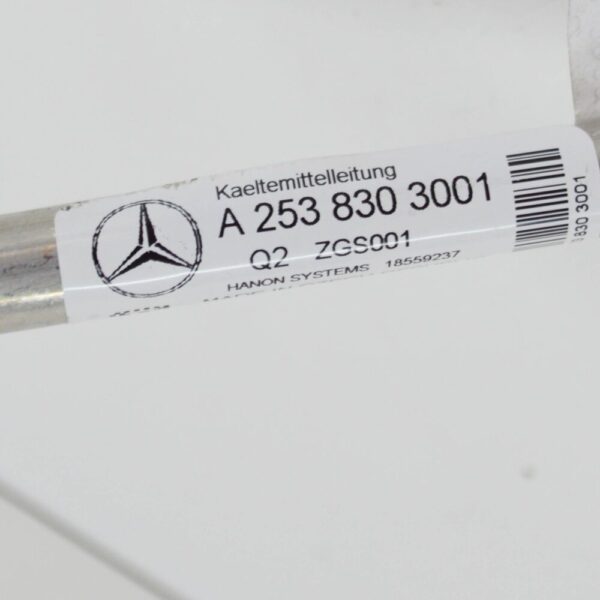 Kaeltemittelleitung
A 253 830 3001
Q2 ZGS001
HANON SYSTEMS 18559237
830 3001